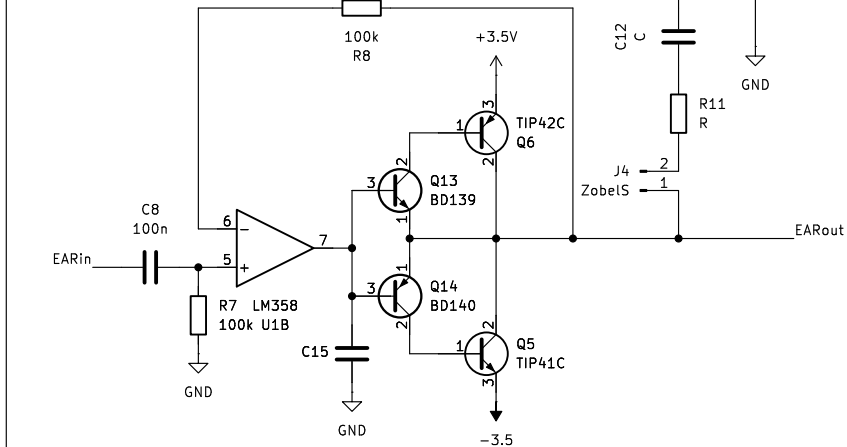 100k
R8
+3.5V
C12
C
GND
R11
R
3
1
TIP42C
Q6
2
2
J4
2
ZobelS
1
3
Q13
BD139
1
C8
100n
6
−
7
EARout
EARin
5
+
1
3
Q14
BD140
2
R7 LM358
100k U1B
C15
2
1
Q5
TIP41C
3
GND
GND
−3.5